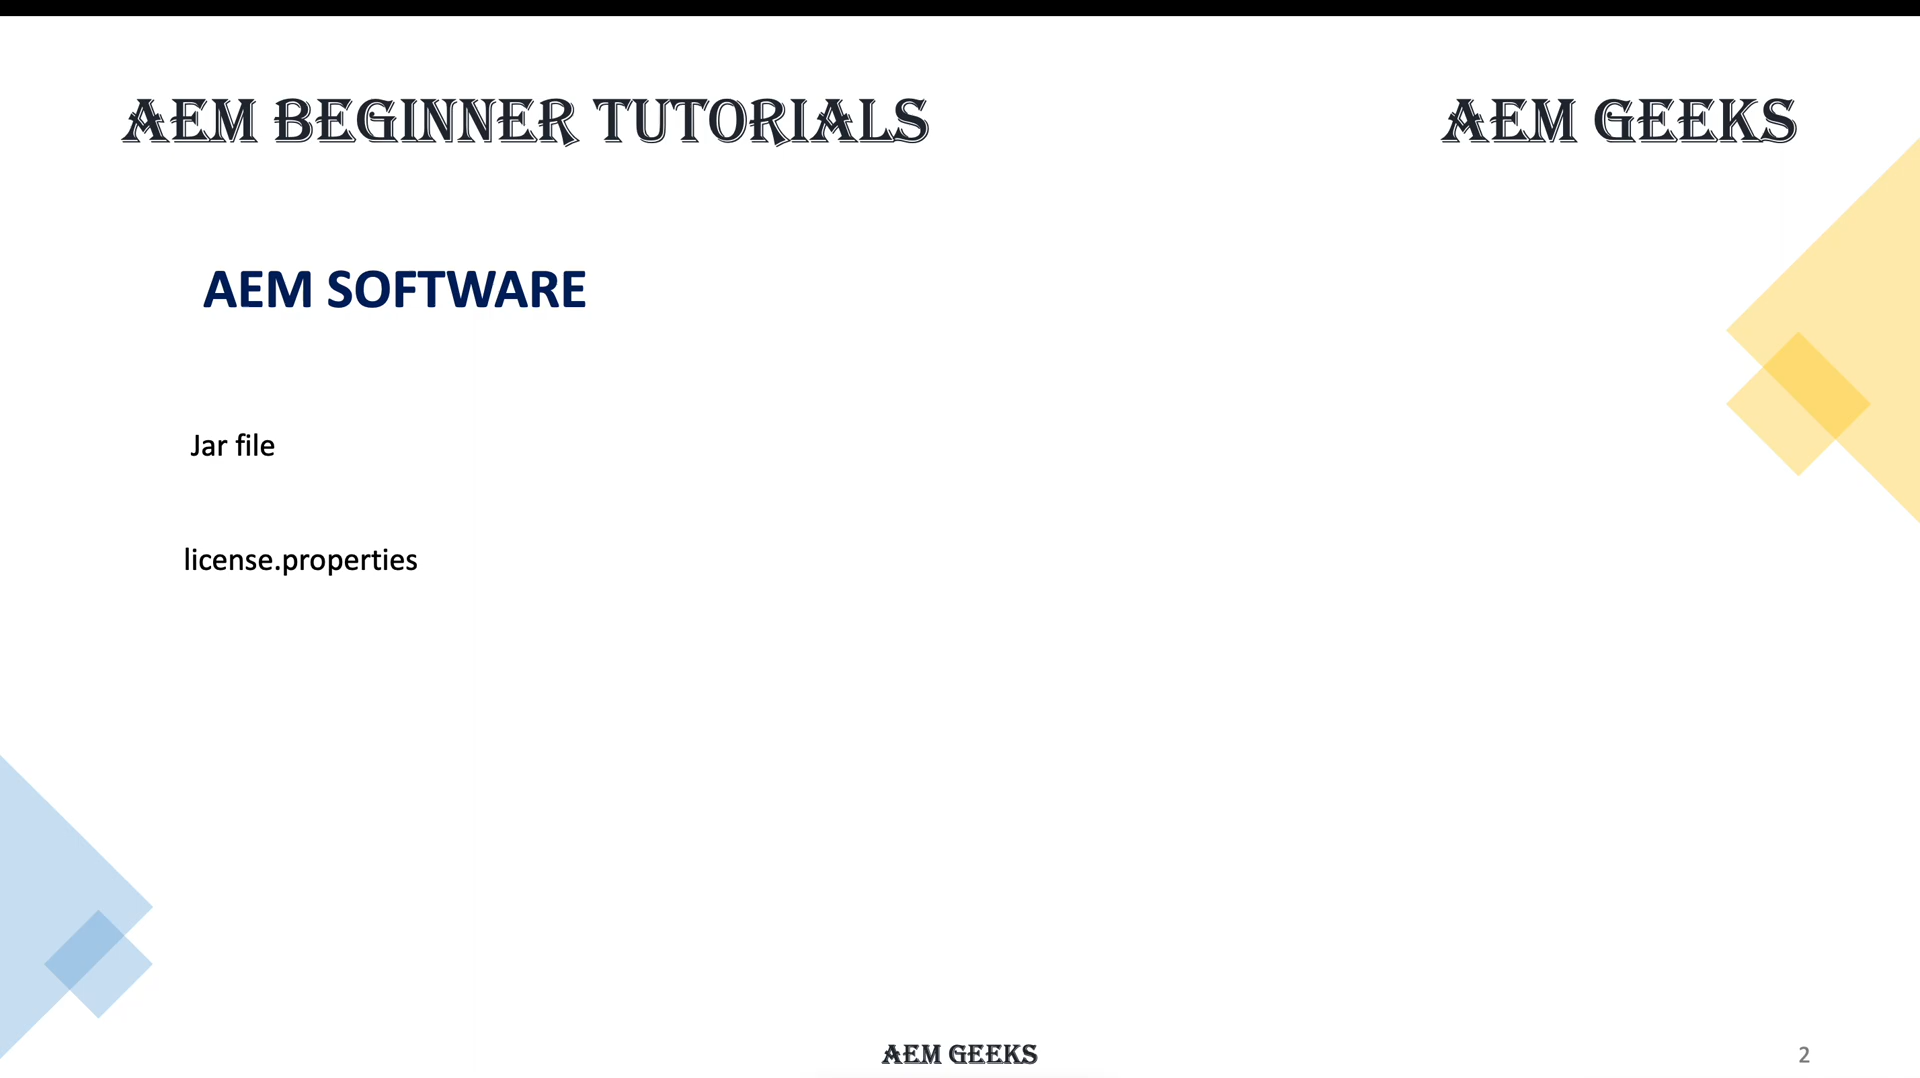 AEM BEGINNER TUTORIALS
AEM GEEKS
AEM SOFTWARE
Jar file
license.properties
AEM GEEKS
2